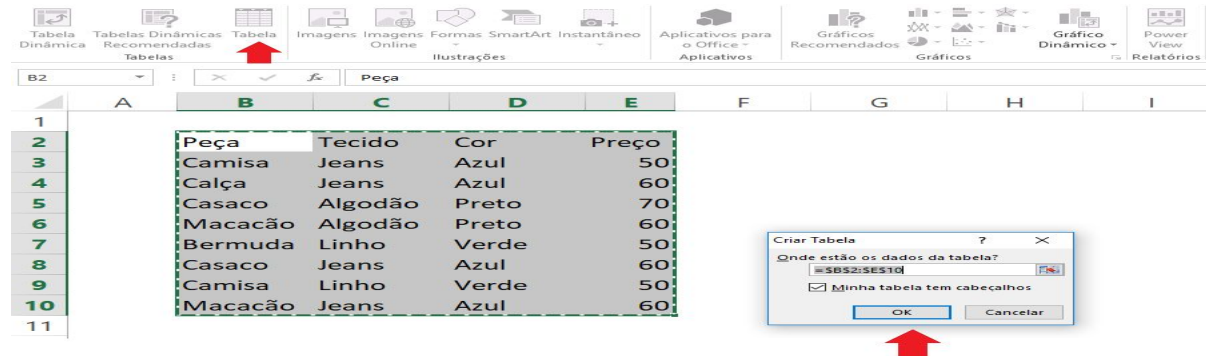 Tabela Dinâmica
Tabelas Dinâmicas Recomendadas
Tabela
Imagens
Imagens Online
Formas
SmartArt
Instantâneo
Aplicativos para o Office
Gráficos Recomendados
Gráfico Dinâmico
Power View
Tabelas
Ilustrações
Aplicativos
Gráficos
Relatórios
B2 fx Peça
A B C D E F G H I
1
2 Peça Tecido Cor Preço
3 Camisa Jeans Azul 50
4 Calça Jeans Azul 60
5 Casaco Algodão Preto 70
6 Macacão Algodão Preto 60
7 Bermuda Linho Verde 50
8 Casaco Jeans Azul 60
9 Camisa Linho Verde 50
10 Macacão Jeans Azul 60
11
Criar Tabela ?
Onde estão os dados da tabela?
=$B$2:$E$10
Minha tabela tem cabeçalhos
OK Cancelar